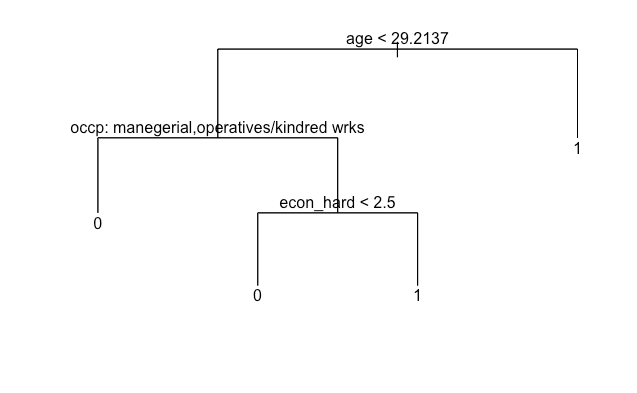 age < 29.2137
occp: manegerial,operatives/kindred wrks
1
econ_hard < 2.5
0
0
1